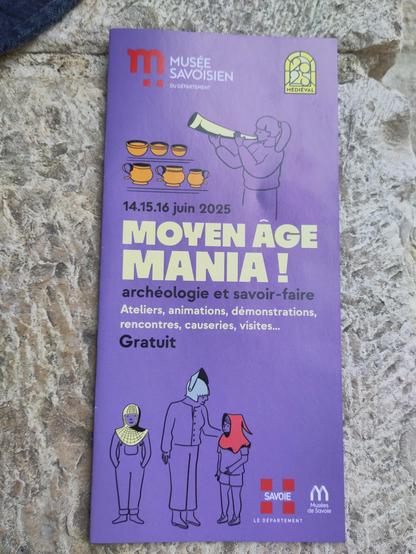 MUSÉE
SAVOISIEN
DU DÉPARTEMENT
MÉDIÉVAL
14.15.16 juin 2025
MOYEN ÂGE
MANIA !
archéologie et savoir-faire
Ateliers, animations, démonstrations,
rencontres, causeries, visites...
Gratuit
SAVOIE
LE DÉPARTEMENT
Musées
de Savoie